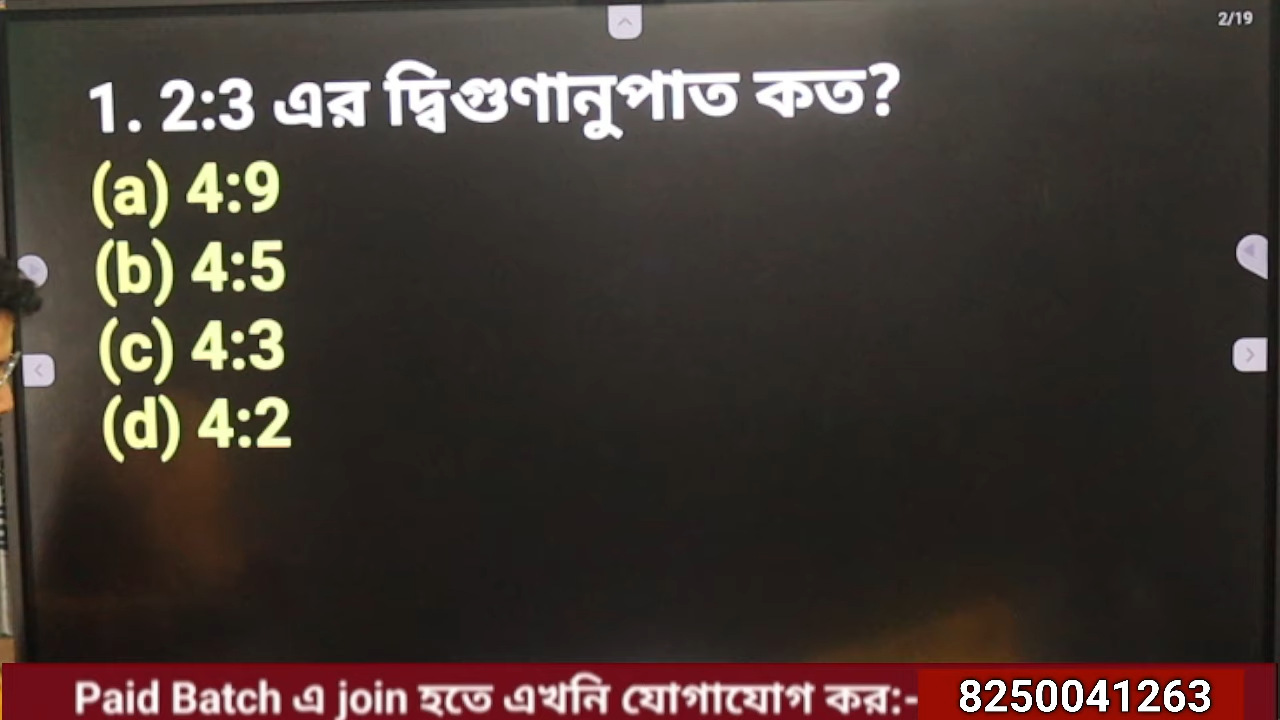 2/19
1. 2:3 এর দ্বিগুণানুপাত কত?
(a) 4:9
(b) 4:5
(c) 4:3
(d) 4:2
Paid Batch এ join হতে এখনি যোগাযোগ কর:- 8250041263